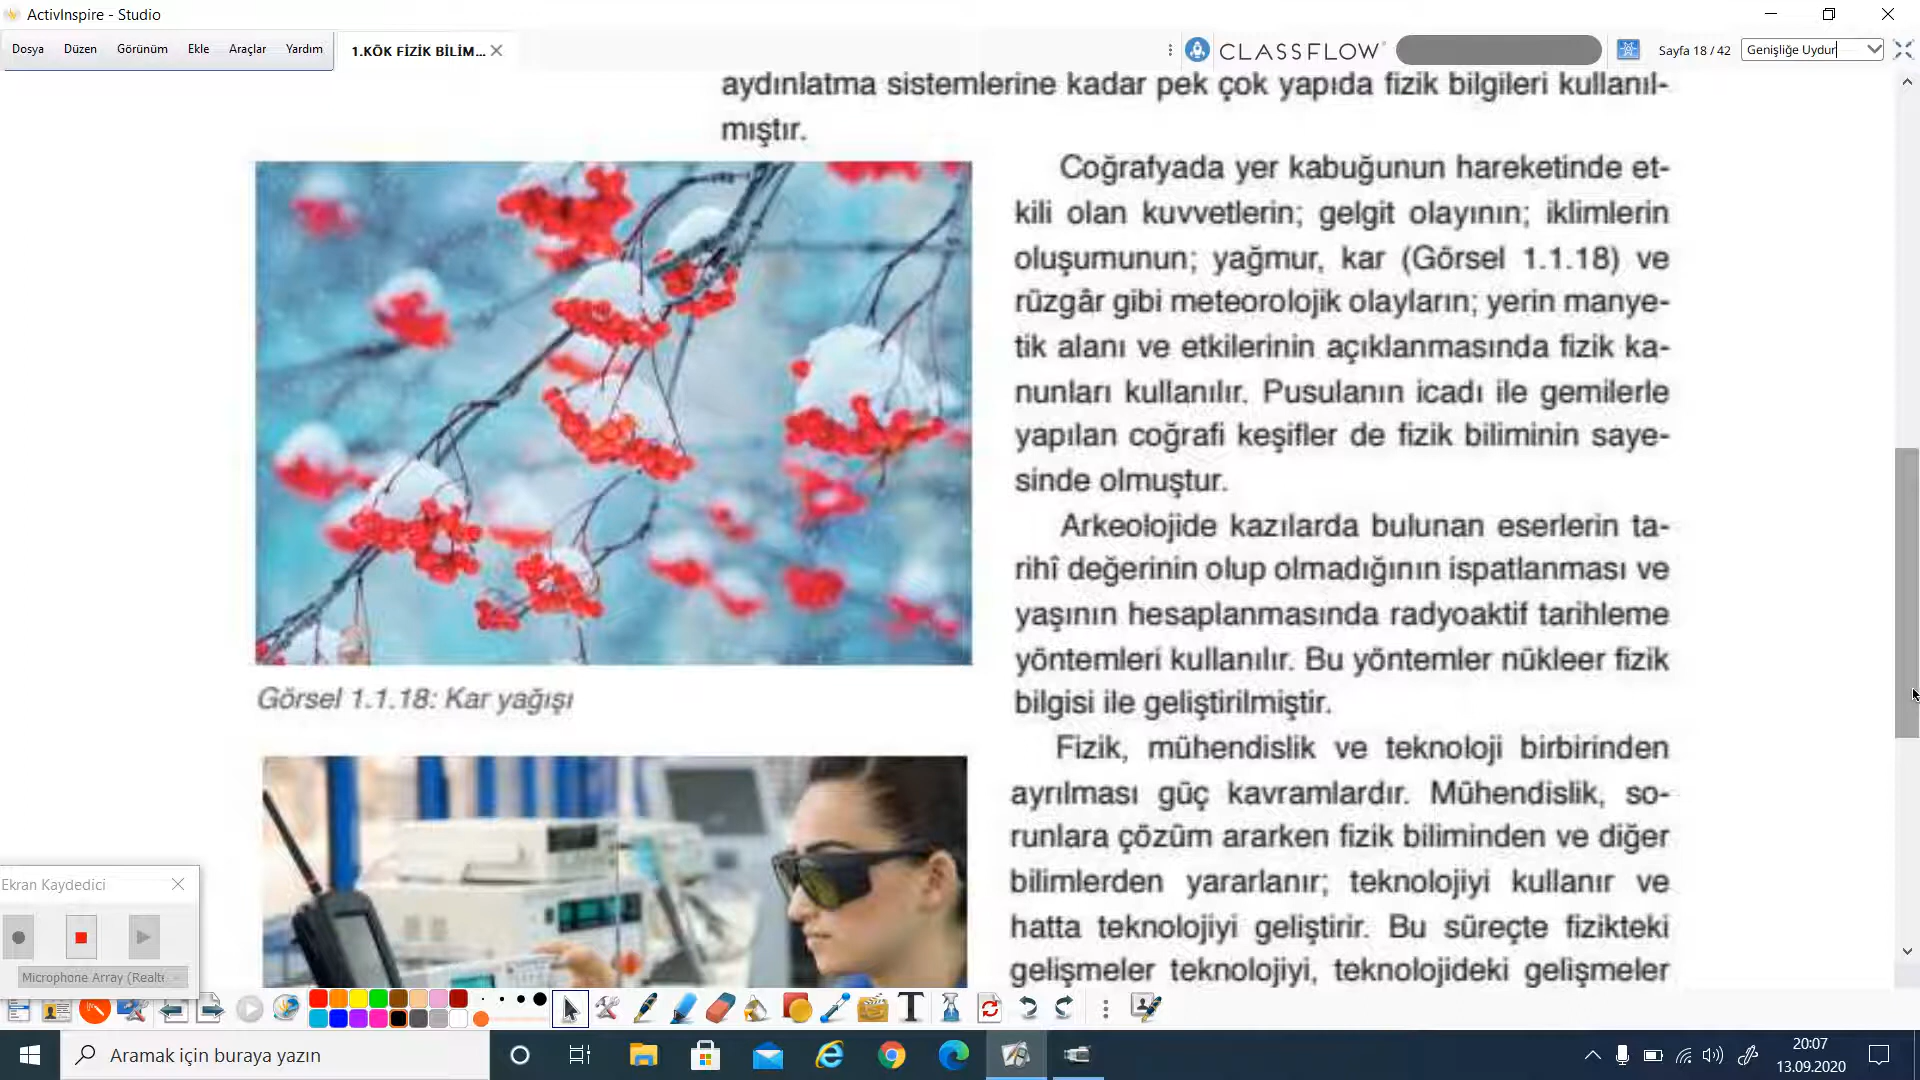 ActivInspire - Studio
Dosya Düzen Görünüm Ekle Araçlar Yardım
1.KÖK FİZİK BİLİM...
CLASSFLOW
Sayfa 18 / 42
Genişliğe Uydur
aydınlatma sistemlerine kadar pek çok yapıda fizik bilgileri kullanıl-
mıştır.
Coğrafyada yer kabuğunun hareketinde et-
kili olan kuvvetlerin; gelgit olayının; iklimlerin
oluşumunun; yağmur, kar (Görsel 1.1.18) ve
rüzgâr gibi meteorolojik olayların; yerin manye-
tik alanı ve etkilerinin açıklanmasında fizik ka-
nunları kullanılır. Pusulanın icadı ile gemilerle
yapılan coğrafi keşifler de fizik biliminin saye-
sinde olmuştur.
Arkeolojide kazılarda bulunan eserlerin ta-
rihî değerinin olup olmadığının ispatlanması ve
yaşının hesaplanmasında radyoaktif tarihleme
yöntemleri kullanılır. Bu yöntemler nükleer fizik
bilgisi ile geliştirilmiştir.
Görsel 1.1.18: Kar yağışı
Fizik, mühendislik ve teknoloji birbirinden
ayrılması güç kavramlardır. Mühendislik, so-
runlara çözüm ararken fizik biliminden ve diğer
bilimlerden yararlanır; teknolojiyi kullanır ve
hatta teknolojiyi geliştirir. Bu süreçte fizikteki
gelişmeler teknolojiyi, teknolojideki gelişmeler
Ekran Kaydedici
Microphone Array (Realte
Aramak için buraya yazın
20:07
13.09.2020